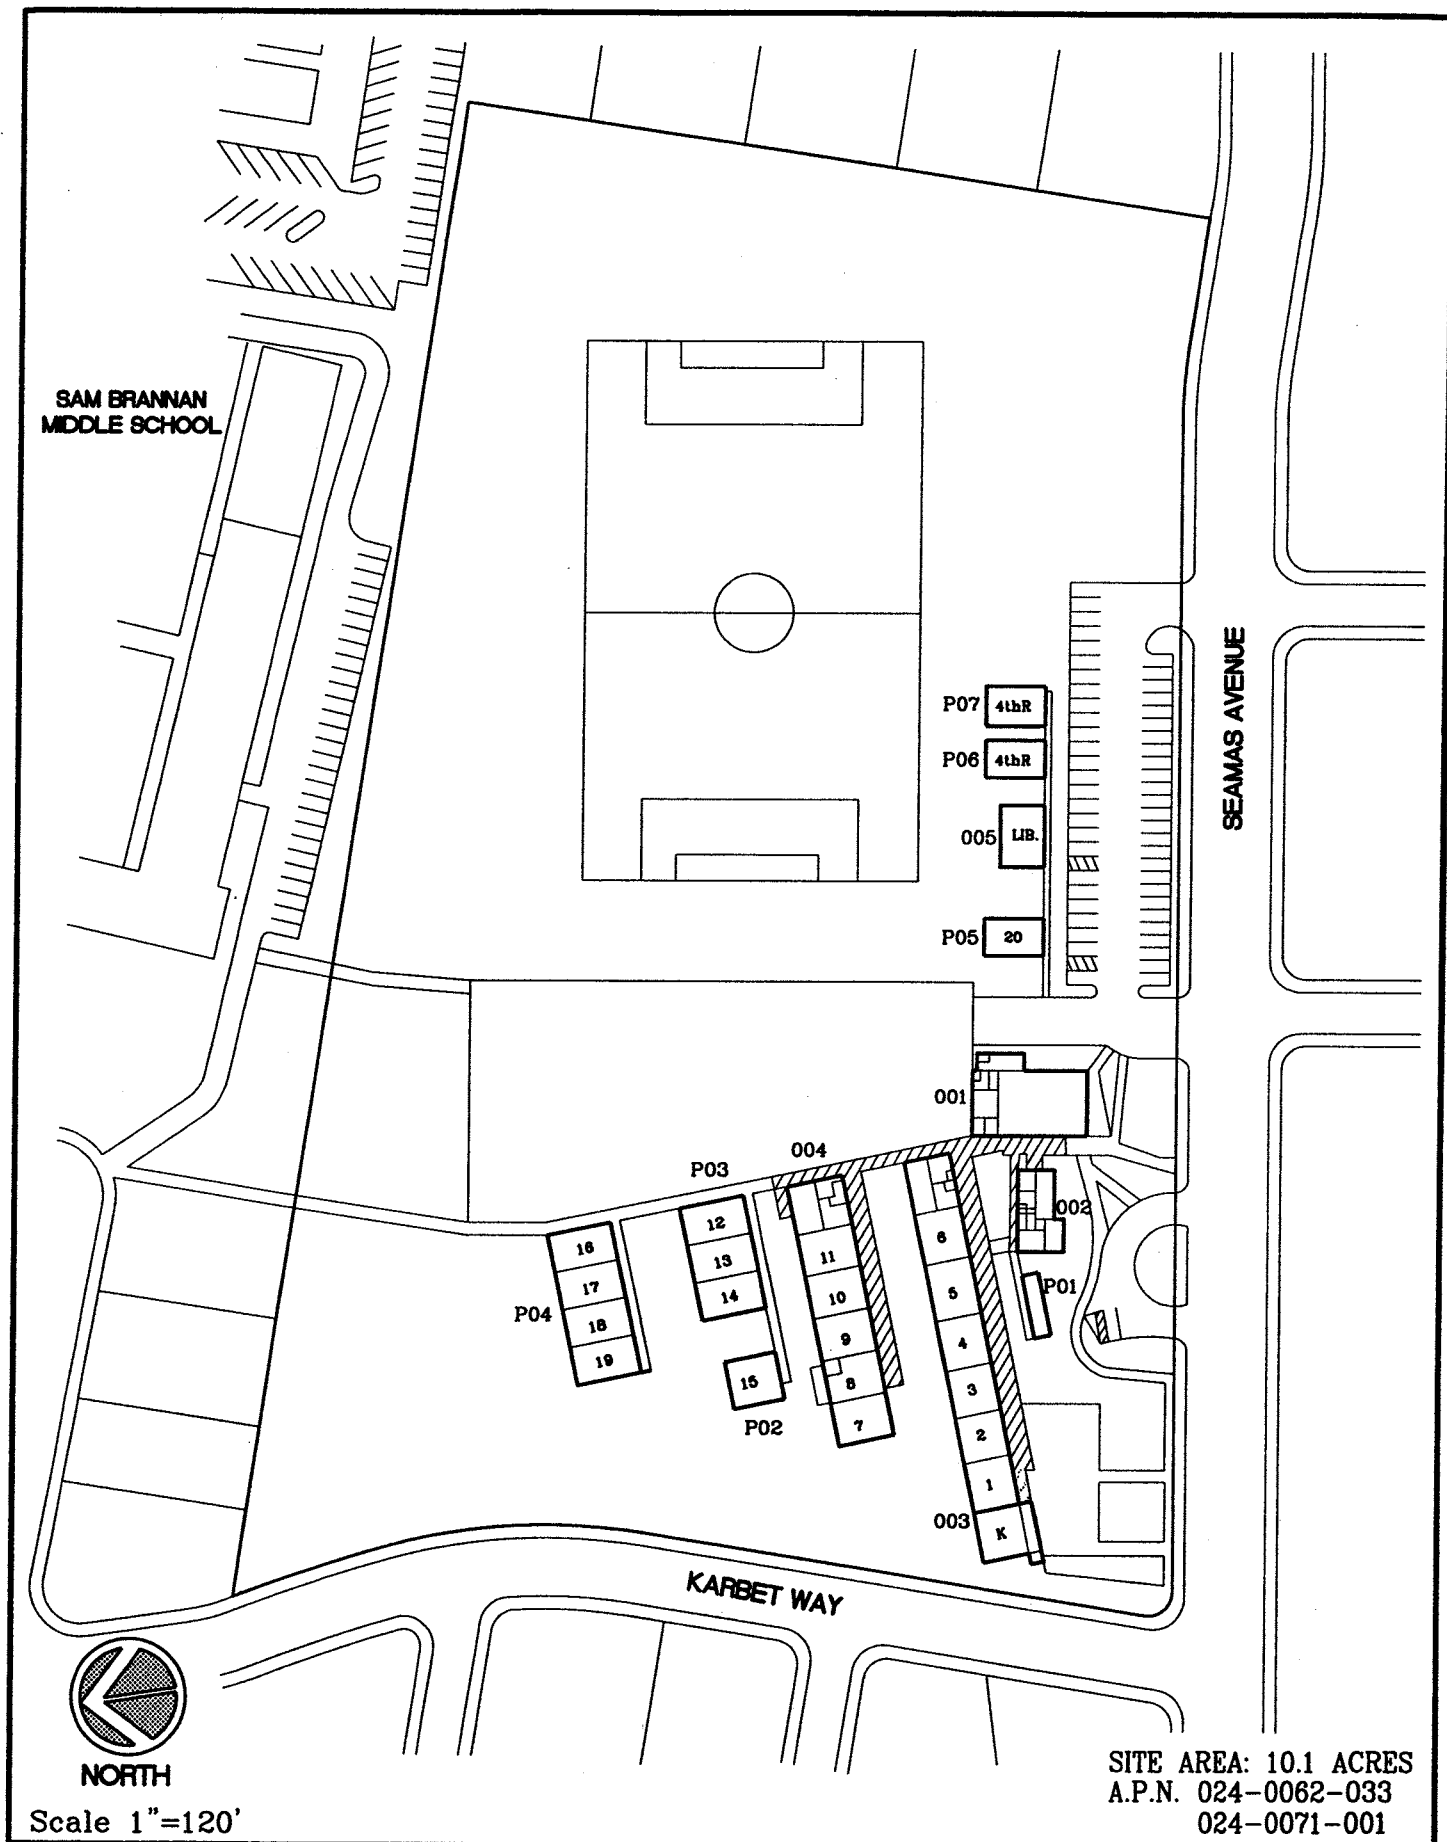 SAM BRANNAN
MIDDLE SCHOOL
SEAMAS AVENUE
P07
4thR
P06
4thR
005
LIB.
P05
20
001
004
P03
002
12
16
6
11
13
17
5
P01
14
10
P04
18
9
4
19
15
8
3
P02
7
2
1
003
K
KARBET WAY
NORTH
Scale 1"=120'
SITE AREA: 10.1 ACRES
A.P.N. 024-0062-033
024-0071-001